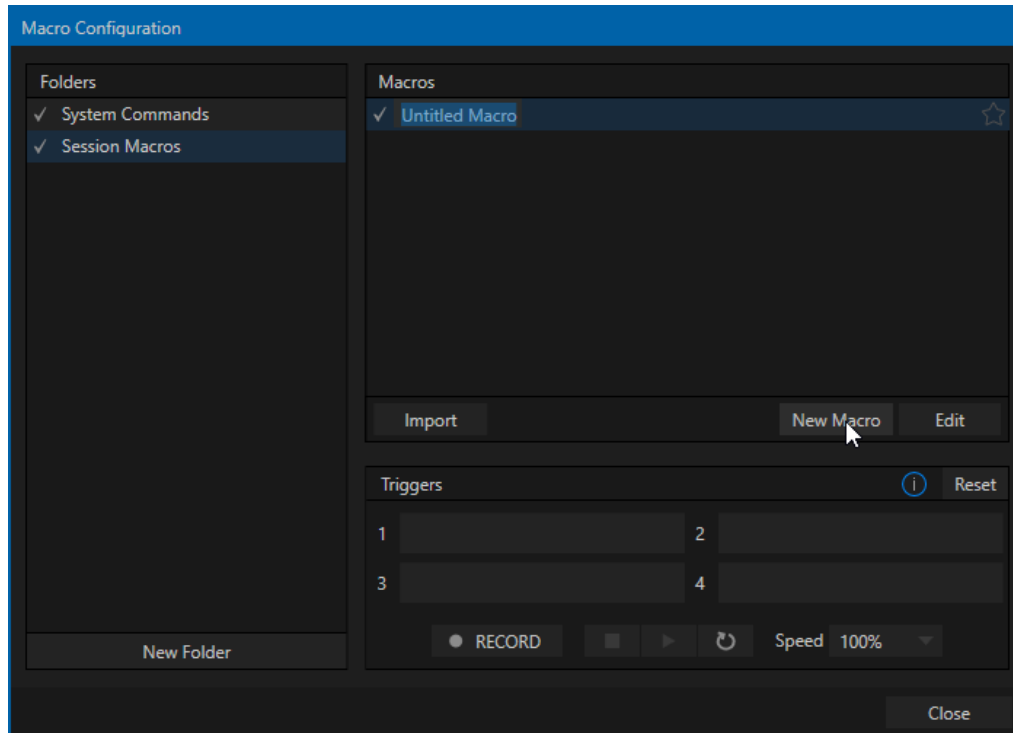 Macro Configuration
Folders
System Commands
Session Macros
New Folder
Macros
Untitled Macro
Import
New Macro
Edit
Triggers
i
Reset
1
2
3
4
RECORD
Speed 100%
Close